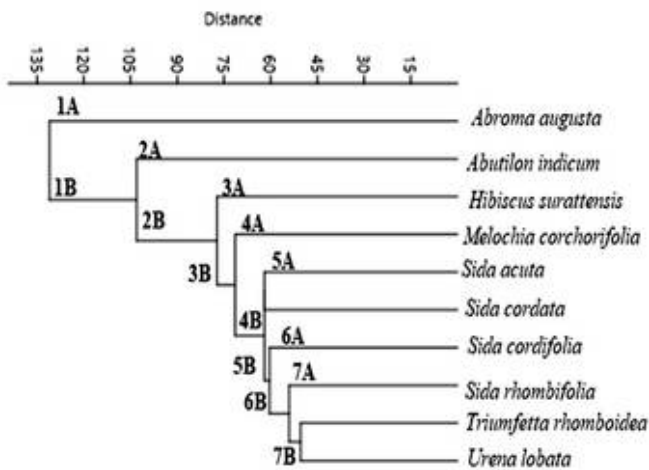 Distance
135 120 105 90 75 60 45 30 15
1A
Abroma augusta
2A
Abutilon indicum
1B
3A
Hibiscus surattensis
2B
4A
Melochia corchorifolia
3B
5A
Sida acuta
Sida cordata
4B
6A
Sida cordifolia
5B
7A
Sida rhombifolia
6B
Triumfetta rhomboidea
7B
Urena lobata